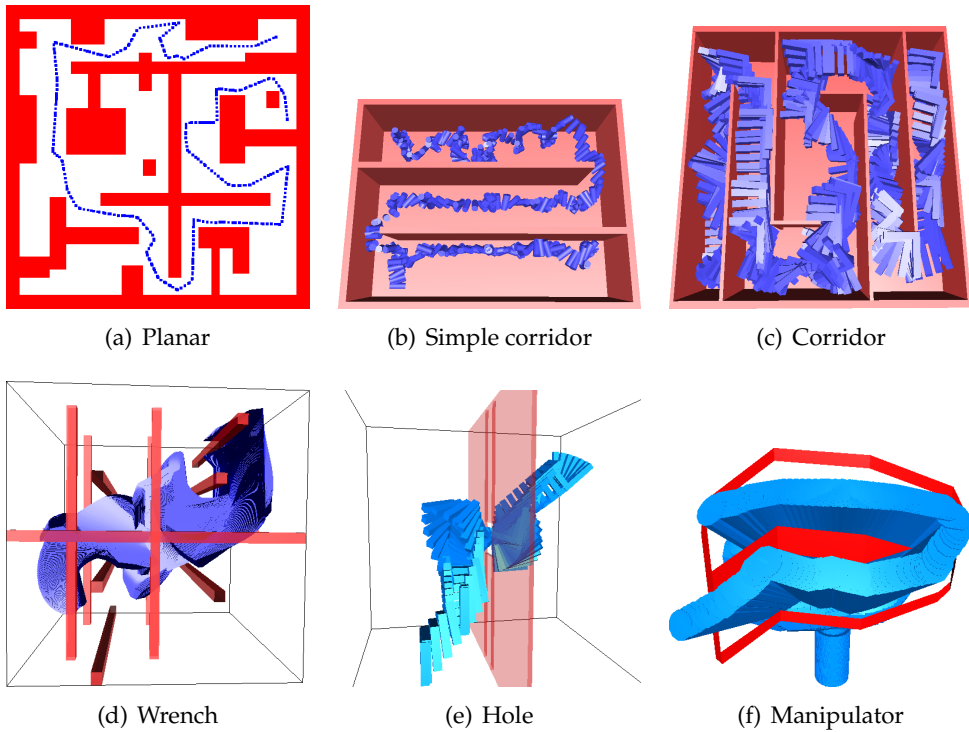 (a) Planar
(b) Simple corridor
(c) Corridor
(d) Wrench
(e) Hole
(f) Manipulator